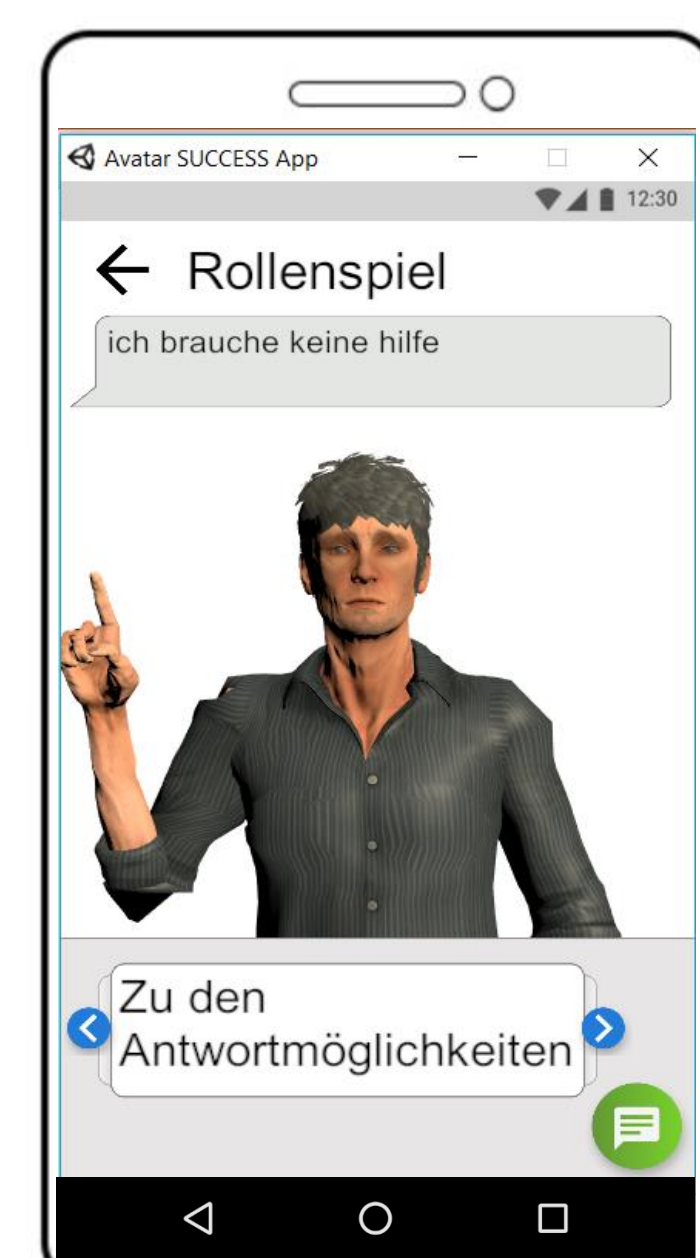 Avatar SUCCESS App
12:30
Rollenspiel
ich brauche keine hilfe
Zu den
Antwortmöglichkeiten